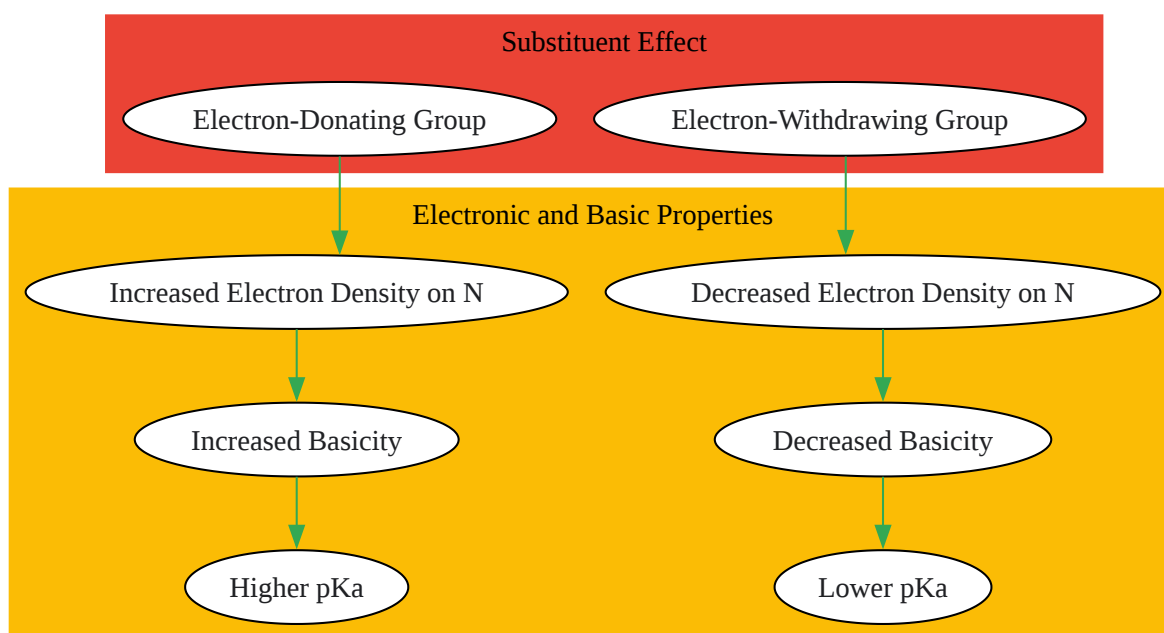 Substituent Effect
Electron-Donating Group
Electron-Withdrawing Group
Electronic and Basic Properties
Increased Electron Density on N
Decreased Electron Density on N
Increased Basicity
Decreased Basicity
Higher pKa
Lower pKa